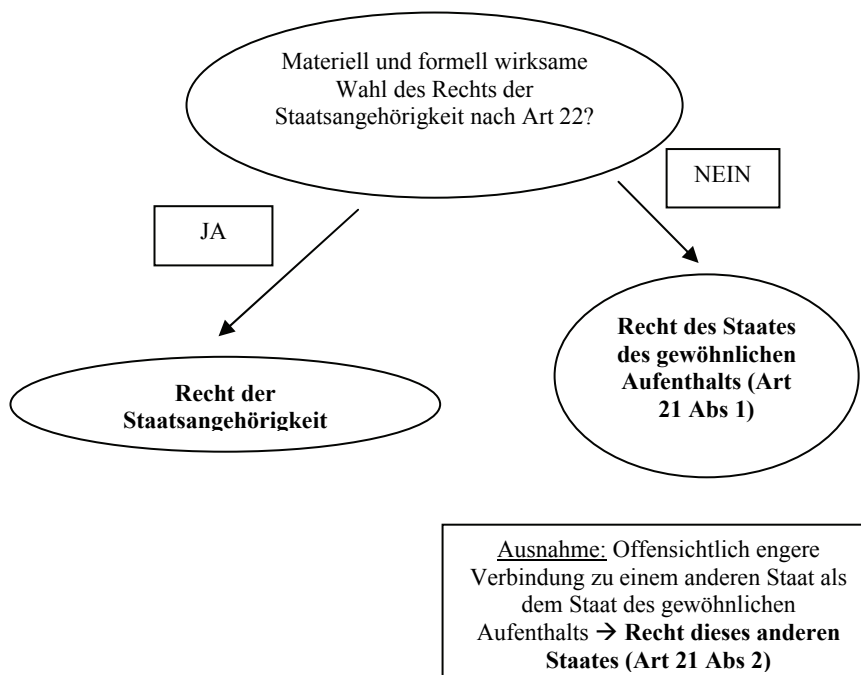 Materiell und formell wirksame
Wahl des Rechts der
Staatsangehörigkeit nach Art 22?
NEIN
JA
Recht des Staates
des gewöhnlichen
Aufenthalts (Art
21 Abs 1)
Recht der
Staatsangehörigkeit
Ausnahme: Offensichtlich engere
Verbindung zu einem anderen Staat als
dem Staat des gewöhnlichen
Aufenthalts → Recht dieses anderen
Staates (Art 21 Abs 2)